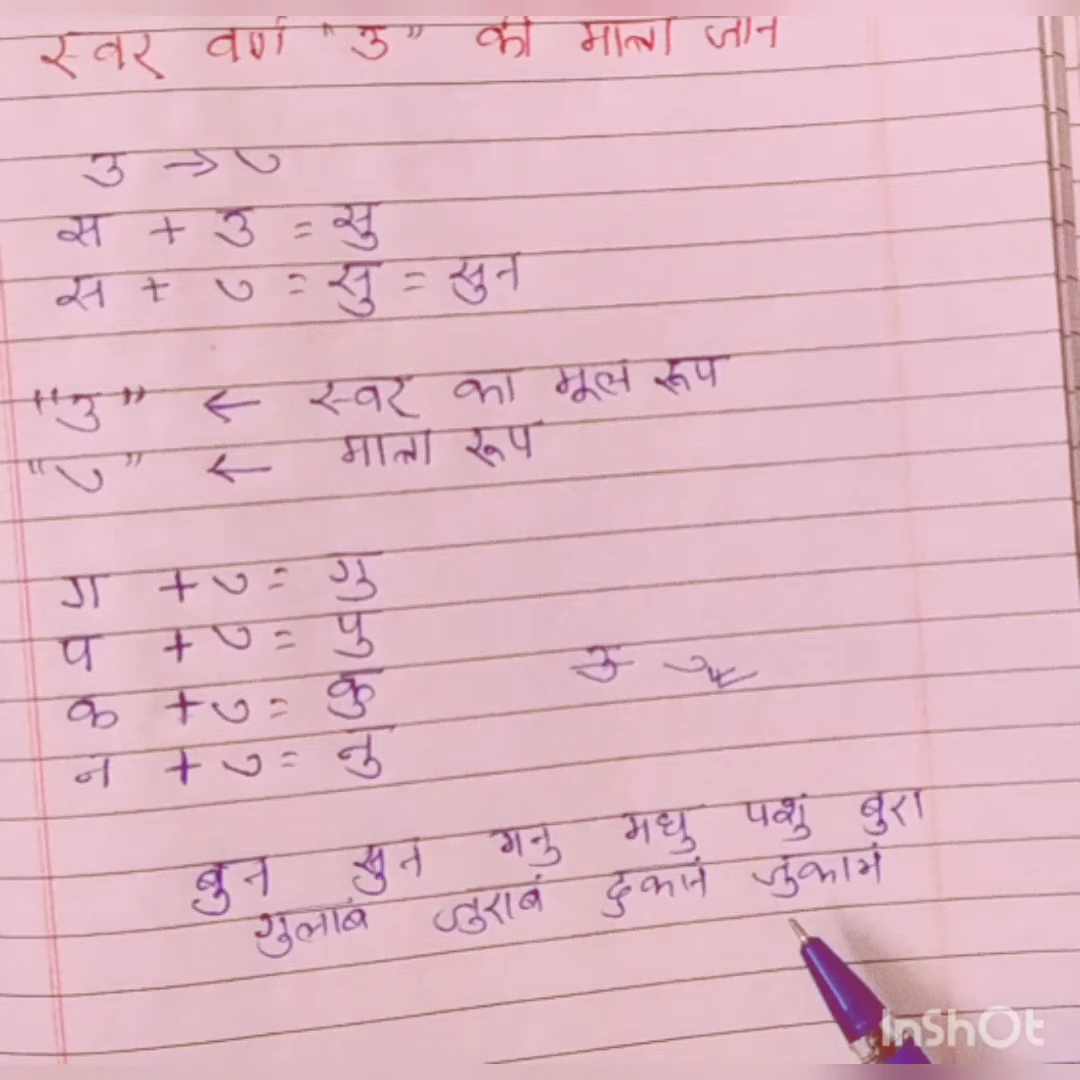 स्वर वर्ण "उ" की मात्रा जान
उ → ु
स + उ = सु
स + ु = सु = सुन
"उ" ← स्वर का मूल रूप
"ु" ← मात्रा रूप
ग + ु = गु
प + ु = पु
क + ु = कु
न + ु = नु
उ ु
बुन सुन मनु मधु पशु बुरा
गुलाब जुराब दुकान जुकाम
InShOt